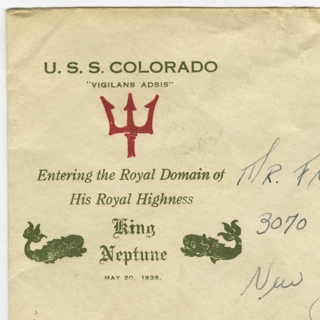 U. S. S. COLORADO
"VIGILANS ADSIS"
Entering the Royal Domain of
His Royal Highness
King
Neptune
MAY 20, 1936.
Mr. F
3070
New